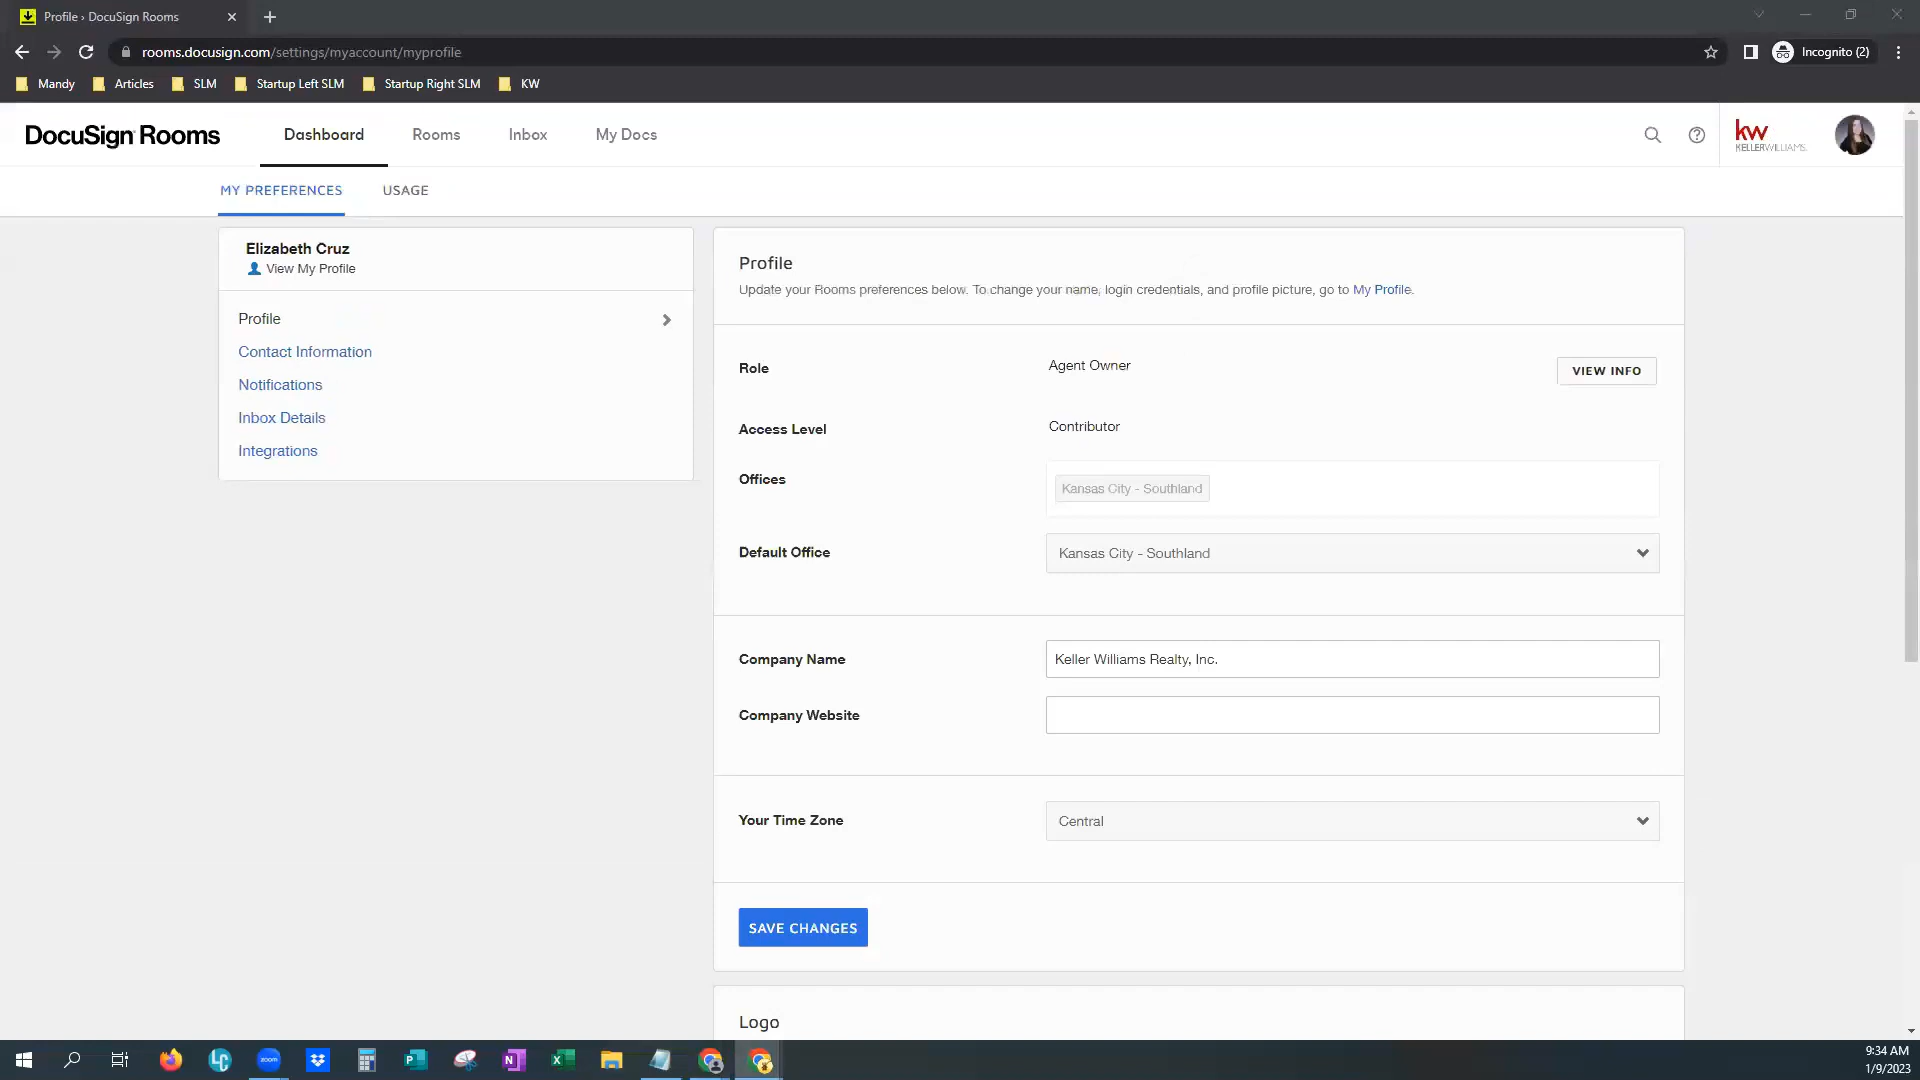 Profile › DocuSign Rooms
rooms.docusign.com/settings/myaccount/myprofile
Incognito (2)
Mandy
Articles
SLM
Startup Left SLM
Startup Right SLM
KW
DocuSign Rooms
Dashboard
Rooms
Inbox
My Docs
kw
KELLERWILLIAMS.
MY PREFERENCES
USAGE
Elizabeth Cruz
View My Profile
Profile
Contact Information
Notifications
Inbox Details
Integrations
Profile
Update your Rooms preferences below. To change your name, login credentials, and profile picture, go to My Profile.
Role
Agent Owner
VIEW INFO
Access Level
Contributor
Offices
Kansas City - Southland
Default Office
Kansas City - Southland
Company Name
Keller Williams Realty, Inc.
Company Website
Your Time Zone
Central
SAVE CHANGES
Logo
LC
zoom
P
N
X
9:34 AM
1/9/2023